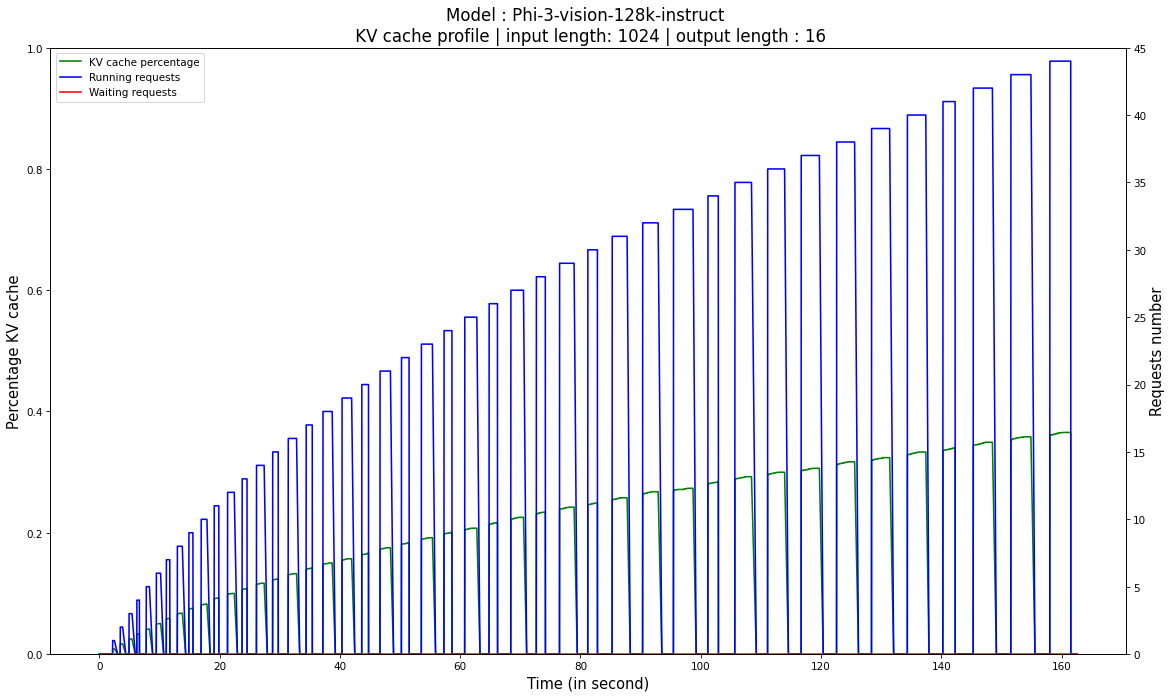 Model : Phi-3-vision-128k-instruct
KV cache profile | input length: 1024 | output length : 16
KV cache percentage
Running requests
Waiting requests
Percentage KV cache
1.0
0.8
0.6
0.4
0.2
0.0
45
40
35
30
25
20
15
10
5
0
Requests number
0 20 40 60 80 100 120 140 160
Time (in second)